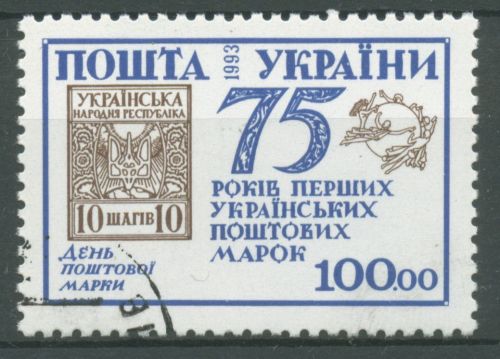 ПОШТА 1993 УКРАЇНИ
УКРАЇНСЬКА
НАРОДНЯ РЕСПУБЛІКА
10 ШАГІВ 10
75
РОКІВ ПЕРШИХ
УКРАЇНСЬКИХ
ПОШТОВИХ
МАРОК
ДЕНЬ
ПОШТОВОЇ
МАРКИ
100.00